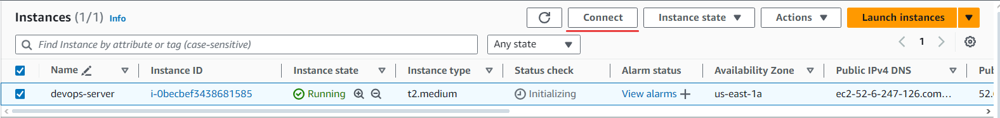 Instances (1/1) Info Connect Instance state Actions Launch instances
Find Instance by attribute or tag (case-sensitive) Any state 1
Name Instance ID Instance state Instance type Status check Alarm status Availability Zone Public IPv4 DNS
devops-server i-0becbef3438681585 Running t2.medium Initializing View alarms + us-east-1a ec2-52-6-247-126.com…